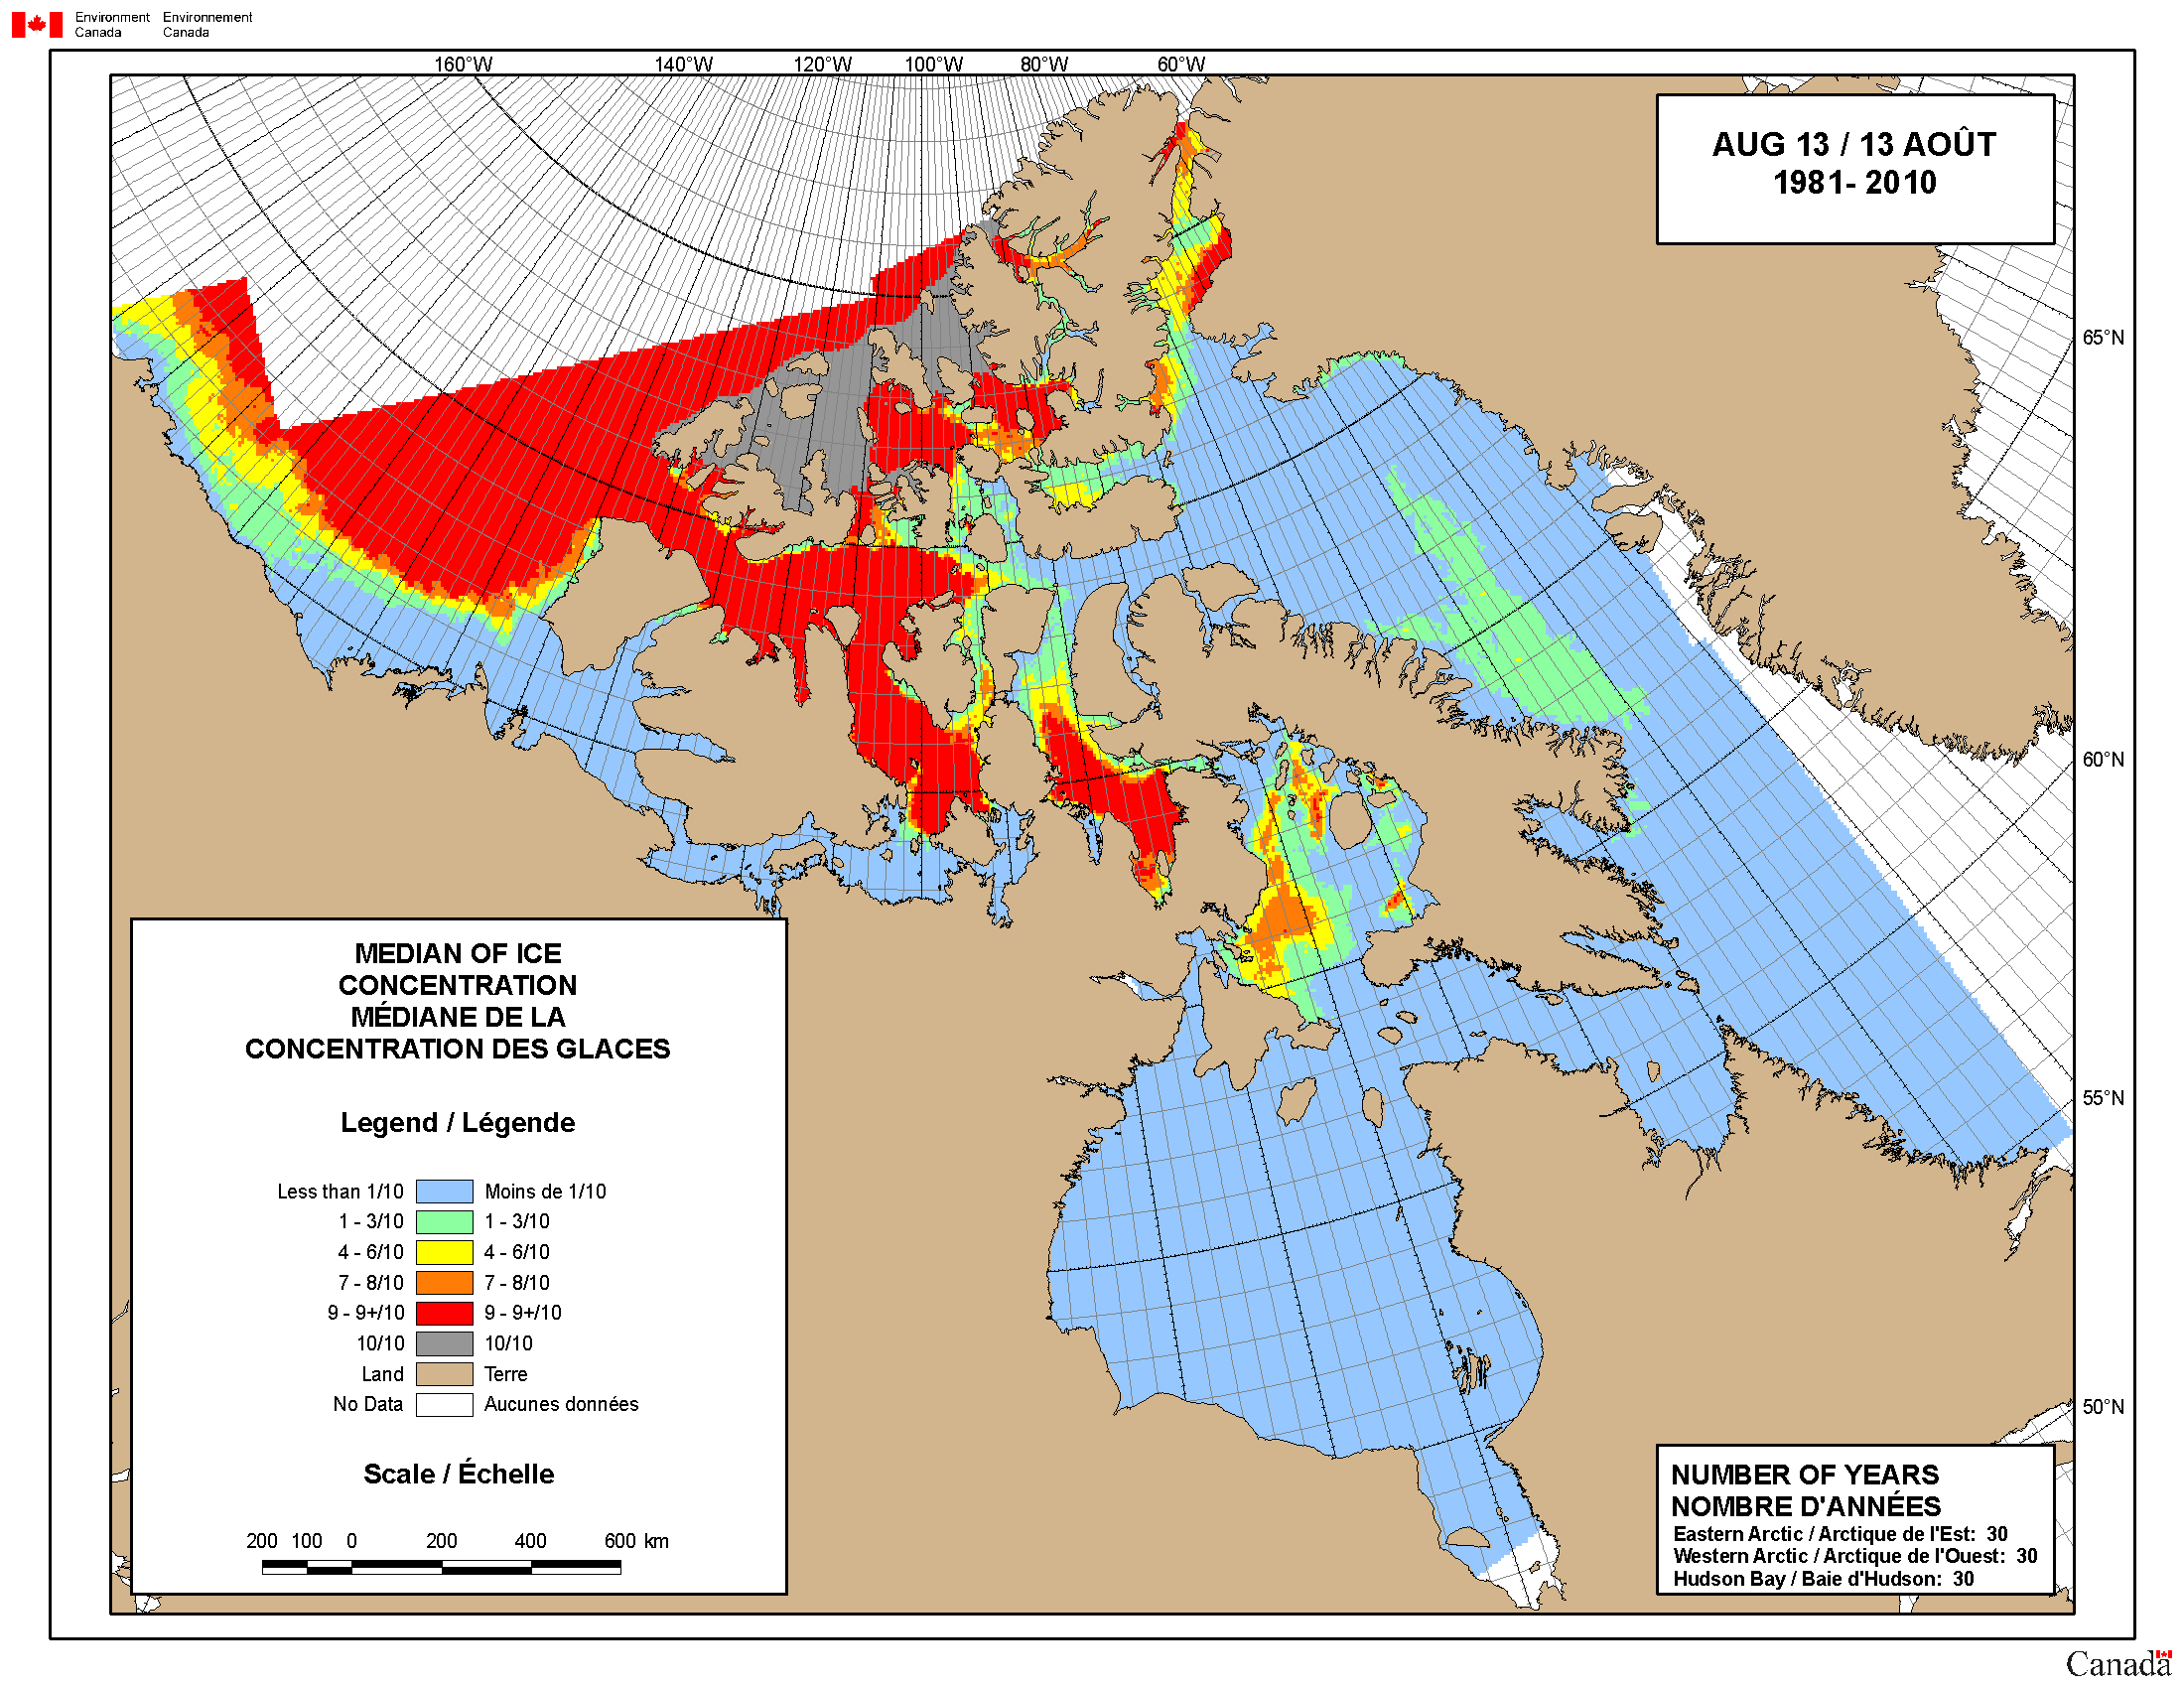 Environment Environnement
Canada Canada
160°W 140°W 120°W 100°W 80°W 60°W
AUG 13 / 13 AOÛT
1981- 2010
65°N
60°N
55°N
50°N
MEDIAN OF ICE
CONCENTRATION
MÉDIANE DE LA
CONCENTRATION DES GLACES
Legend / Légende
Less than 1/10 Moins de 1/10
1 - 3/10 1 - 3/10
4 - 6/10 4 - 6/10
7 - 8/10 7 - 8/10
9 - 9+/10 9 - 9+/10
10/10 10/10
Land Terre
No Data Aucunes données
Scale / Échelle
200 100 0 200 400 600 km
NUMBER OF YEARS
NOMBRE D'ANNÉES
Eastern Arctic / Arctique de l'Est: 30
Western Arctic / Arctique de l'Ouest: 30
Hudson Bay / Baie d'Hudson: 30
Canada